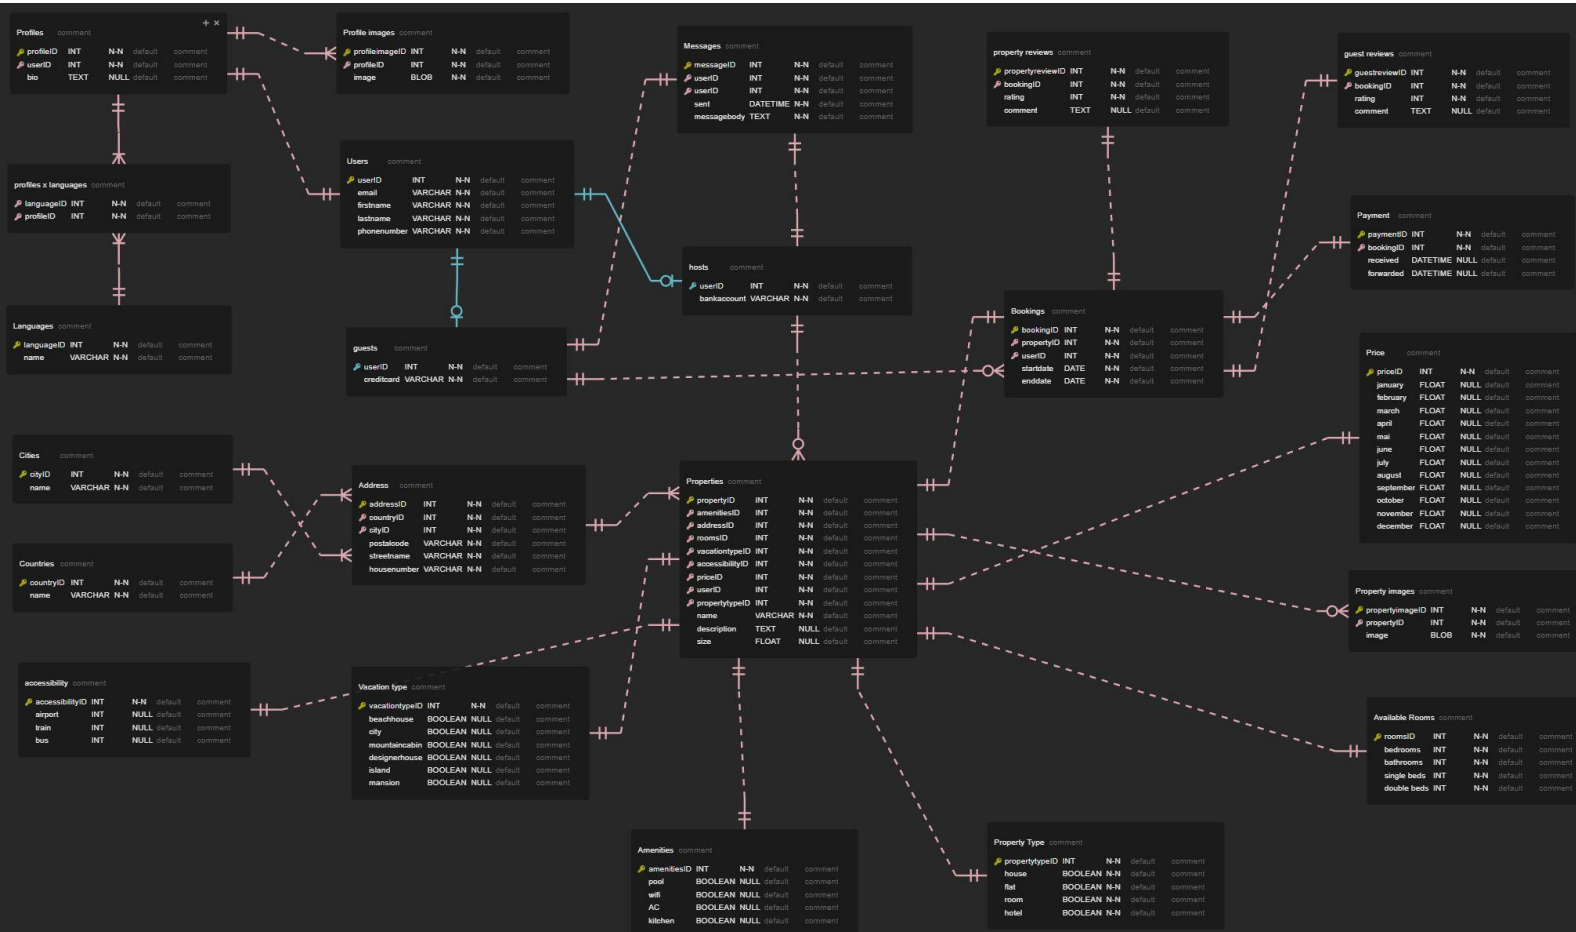 Profiles comment + ×
profileID INT N-N default comment
userID INT N-N default comment
bio TEXT NULL default comment
Profile images comment
profileimageID INT N-N default comment
profileID INT N-N default comment
image BLOB N-N default comment
Messages comment
messageID INT N-N default comment
userID INT N-N default comment
userID INT N-N default comment
sent DATETIME N-N default comment
messagebody TEXT N-N default comment
property reviews comment
propertyreviewID INT N-N default comment
bookingID INT N-N default comment
rating INT N-N default comment
comment TEXT NULL default comment
guest reviews comment
guestreviewID INT N-N default comment
bookingID INT N-N default comment
rating INT N-N default comment
comment TEXT NULL default comment
profiles x languages comment
languageID INT N-N default comment
profileID INT N-N default comment
Users comment
userID INT N-N default comment
email VARCHAR N-N default comment
firstname VARCHAR N-N default comment
lastname VARCHAR N-N default comment
phonenumber VARCHAR N-N default comment
Payment comment
paymentID INT N-N default comment
bookingID INT N-N default comment
received DATETIME NULL default comment
forwarded DATETIME NULL default comment
hosts comment
userID INT N-N default comment
bankaccount VARCHAR N-N default comment
Languages comment
languageID INT N-N default comment
name VARCHAR N-N default comment
guests comment
userID INT N-N default comment
creditcard VARCHAR N-N default comment
Bookings comment
bookingID INT N-N default comment
propertyID INT N-N default comment
userID INT N-N default comment
startdate DATE N-N default comment
enddate DATE N-N default comment
Price comment
priceID INT N-N default comment
january FLOAT NULL default comment
february FLOAT NULL default comment
march FLOAT NULL default comment
april FLOAT NULL default comment
mai FLOAT NULL default comment
june FLOAT NULL default comment
july FLOAT NULL default comment
august FLOAT NULL default comment
september FLOAT NULL default comment
october FLOAT NULL default comment
november FLOAT NULL default comment
december FLOAT NULL default comment
Cities comment
cityID INT N-N default comment
name VARCHAR N-N default comment
Address comment
addressID INT N-N default comment
countryID INT N-N default comment
cityID INT N-N default comment
postalcode VARCHAR N-N default comment
streetname VARCHAR N-N default comment
housenumber VARCHAR N-N default comment
Properties comment
propertyID INT N-N default comment
amenitiesID INT N-N default comment
addressID INT N-N default comment
roomsID INT N-N default comment
vacationtypeID INT N-N default comment
accessibilityID INT N-N default comment
priceID INT N-N default comment
userID INT N-N default comment
propertytypeID INT N-N default comment
name VARCHAR N-N default comment
description TEXT NULL default comment
size FLOAT NULL default comment
Countries comment
countryID INT N-N default comment
name VARCHAR N-N default comment
Property images comment
propertyimageID INT N-N default comment
propertyID INT N-N default comment
image BLOB N-N default comment
accessibility comment
accessibilityID INT N-N default comment
airport INT NULL default comment
train INT NULL default comment
bus INT NULL default comment
Vacation type comment
vacationtypeID INT N-N default comment
beachhouse BOOLEAN NULL default comment
city BOOLEAN NULL default comment
mountaincabin BOOLEAN NULL default comment
designerhouse BOOLEAN NULL default comment
island BOOLEAN NULL default comment
mansion BOOLEAN NULL default comment
Available Rooms comment
roomsID INT N-N default comment
bedrooms INT N-N default comment
bathrooms INT N-N default comment
single beds INT N-N default comment
double beds INT N-N default comment
Amenities comment
amenitiesID INT N-N default comment
pool BOOLEAN NULL default comment
wifi BOOLEAN NULL default comment
AC BOOLEAN NULL default comment
kitchen BOOLEAN NULL default comment
Property Type comment
propertytypeID INT N-N default comment
house BOOLEAN N-N default comment
flat BOOLEAN N-N default comment
room BOOLEAN N-N default comment
hotel BOOLEAN N-N default comment